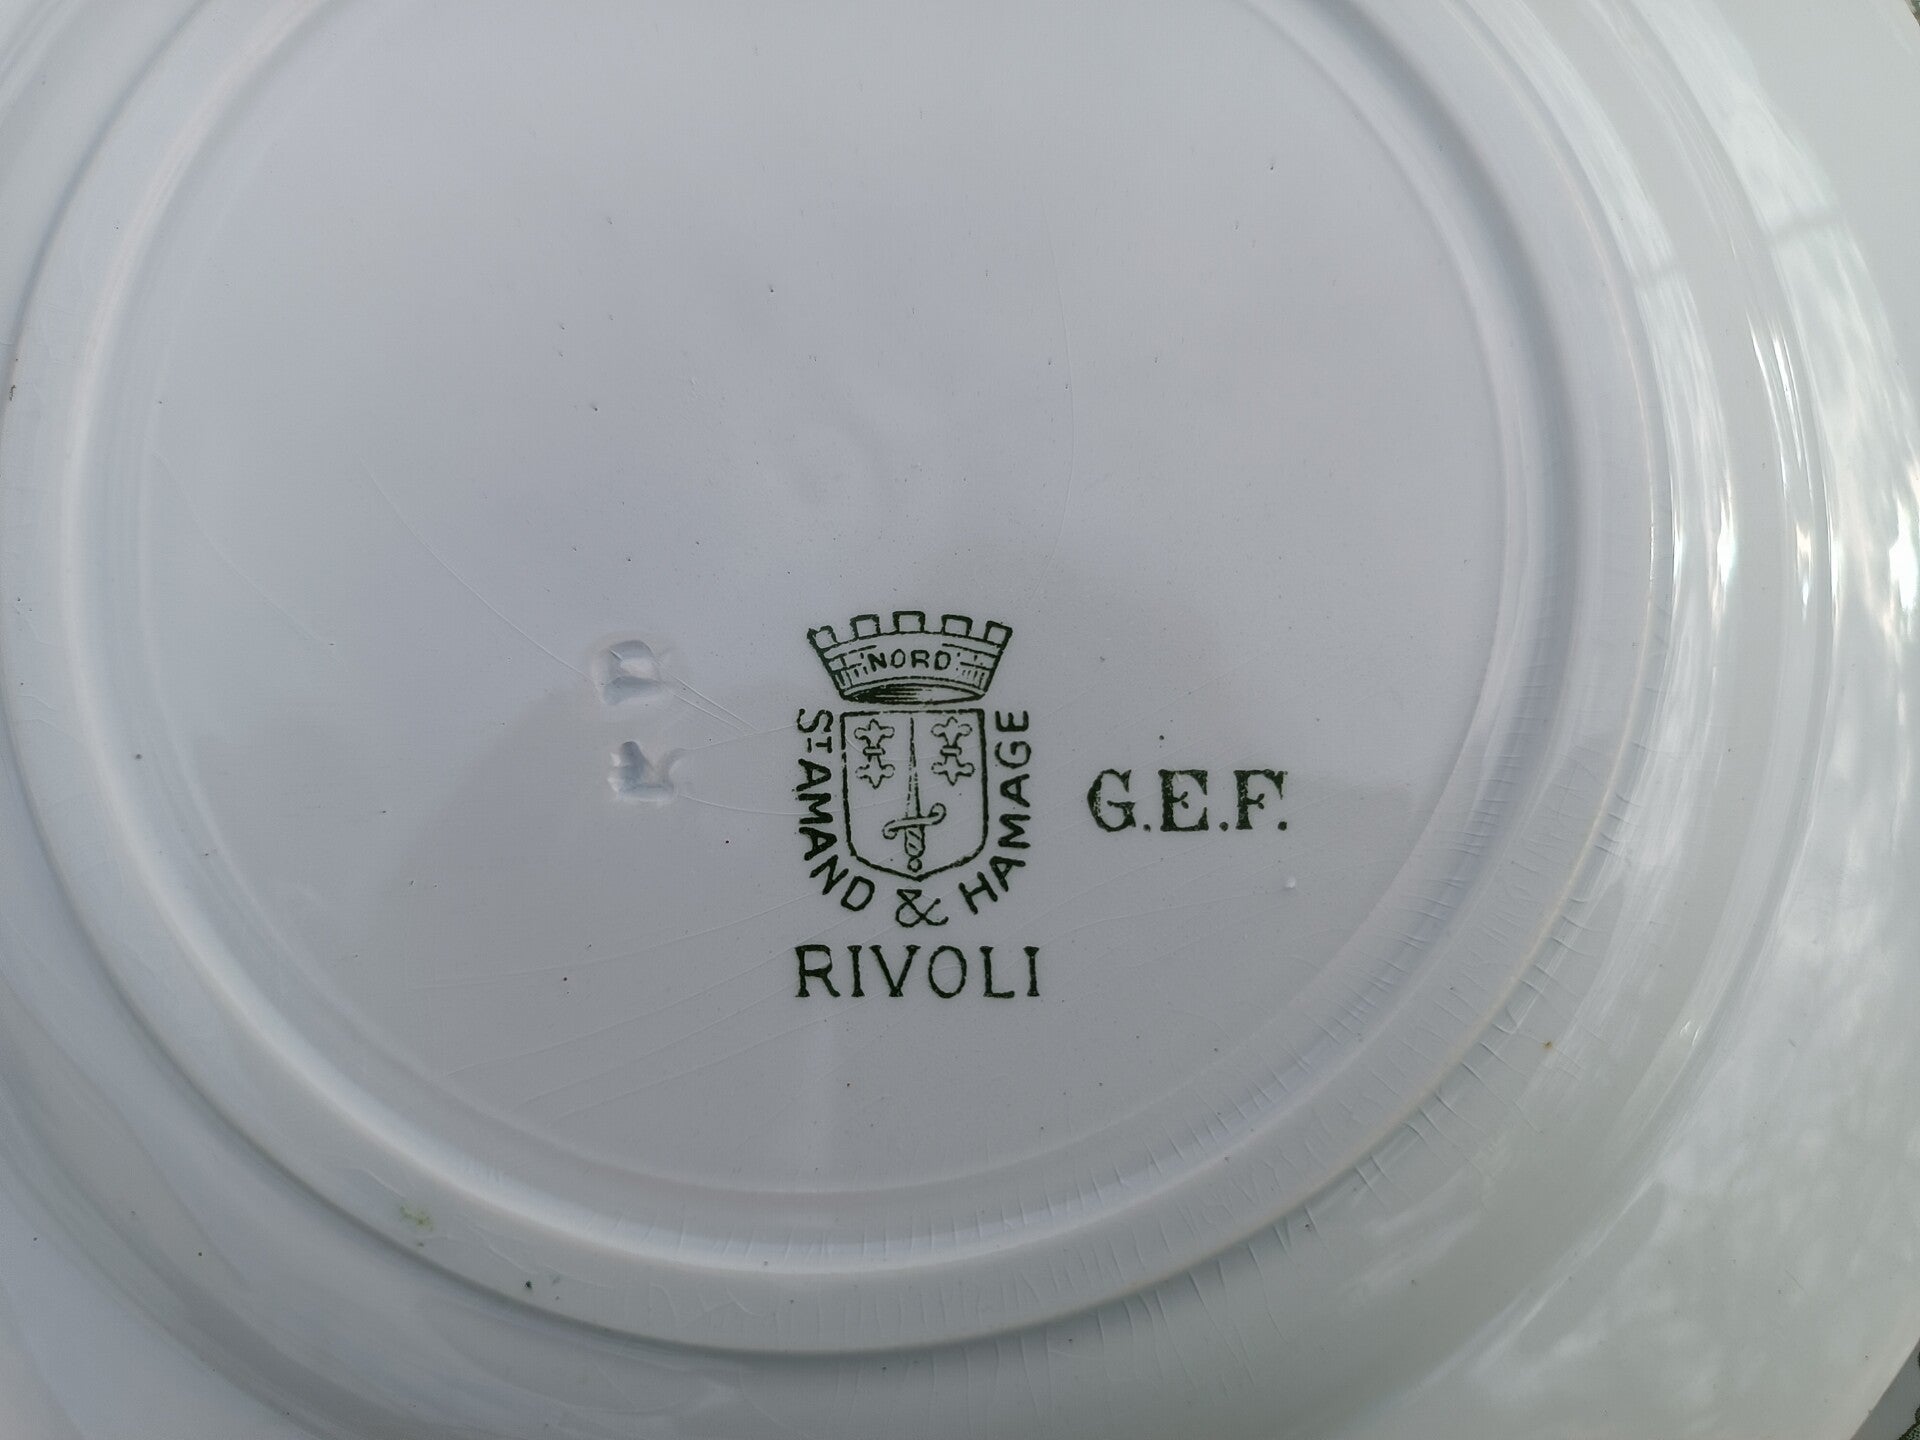 NORD
ST AMAND & HAMAGE
G.E.F.
RIVOLI